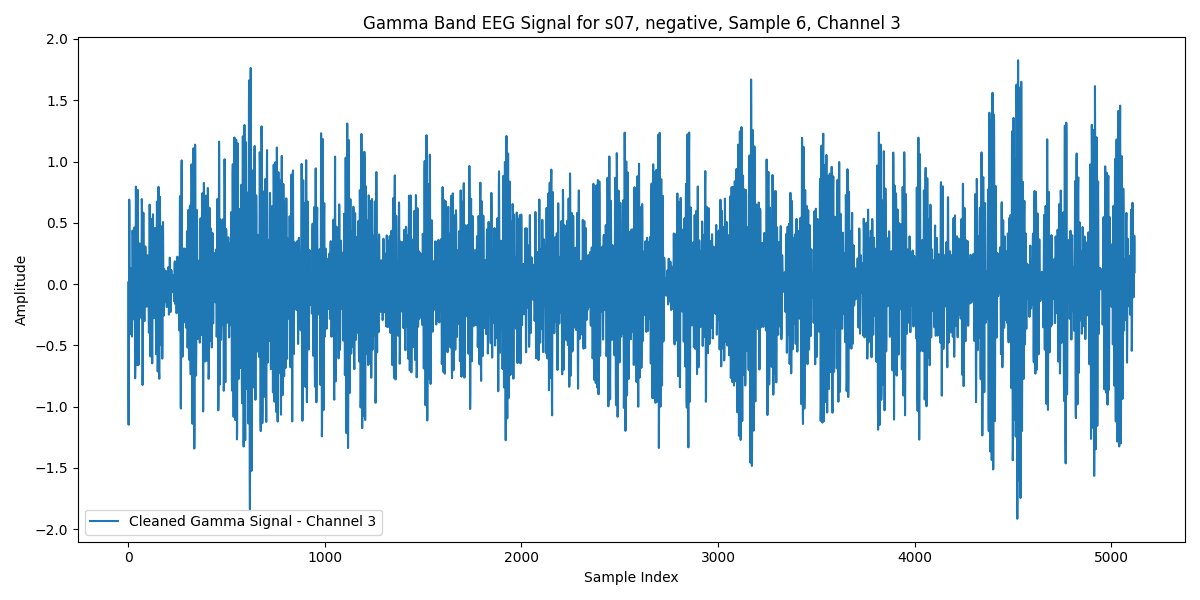 Gamma Band EEG Signal for s07, negative, Sample 6, Channel 3
2.0
1.5
1.0
0.5
0.0
−0.5
−1.0
−1.5
−2.0
Amplitude
Cleaned Gamma Signal - Channel 3
0 1000 2000 3000 4000 5000
Sample Index